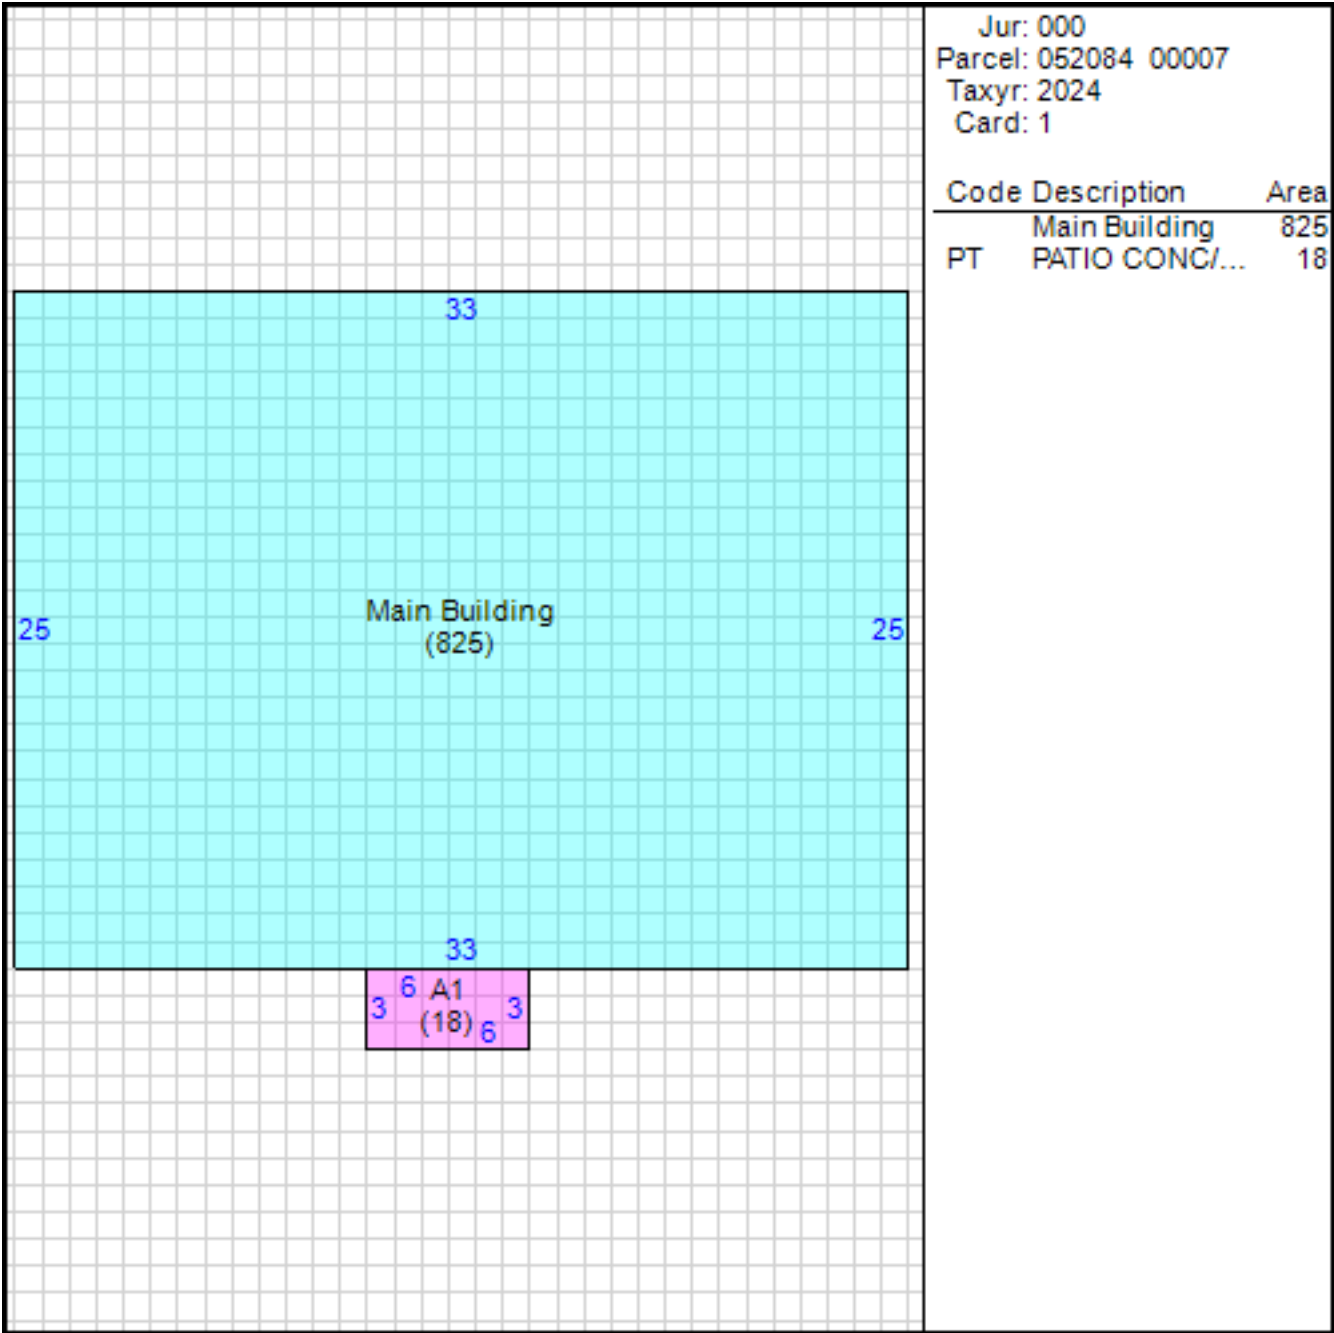 Jur: 000
Parcel: 052084 00007
Taxyr: 2024
Card: 1
Code Description Area
Main Building 825
PT PATIO CONC/... 18
33
Main Building
(825)
25 25
33
6 A1
3 3
(18) 6